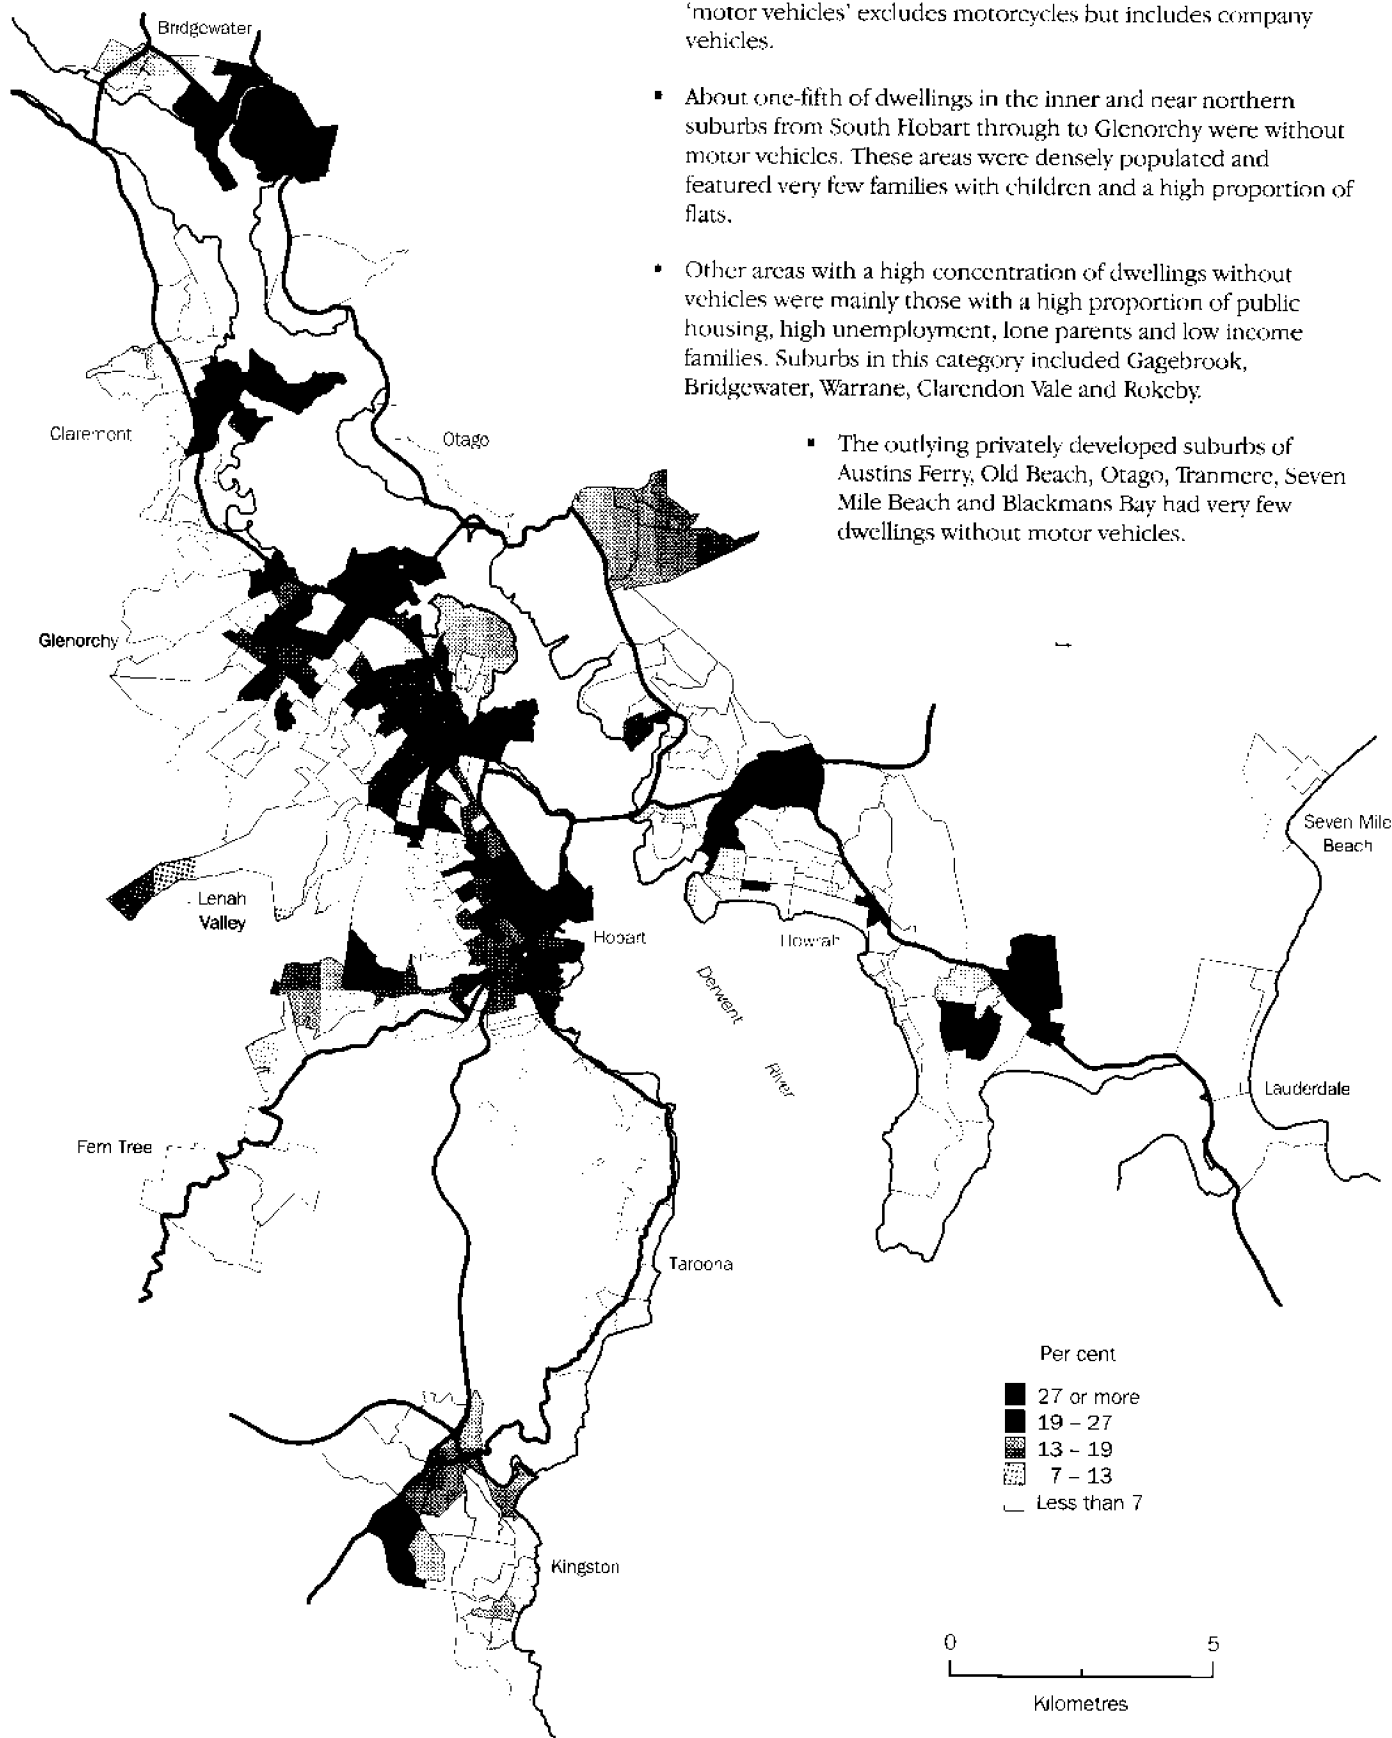 'motor vehicles' excludes motorcycles but includes company
vehicles.
▪ About one-fifth of dwellings in the inner and near northern
suburbs from South Hobart through to Glenorchy were without
motor vehicles. These areas were densely populated and
featured very few families with children and a high proportion of
flats.
▪ Other areas with a high concentration of dwellings without
vehicles were mainly those with a high proportion of public
housing, high unemployment, lone parents and low income
families. Suburbs in this category included Gagebrook,
Bridgewater, Warrane, Clarendon Vale and Rokeby.
▪ The outlying privately developed suburbs of
Austins Ferry, Old Beach, Otago, Tranmere, Seven
Mile Beach and Blackmans Bay had very few
dwellings without motor vehicles.
Bridgewater
Claremont
Otago
Glenorchy
Seven Mile
Beach
Lenah
Valley
Hobart
Howrah
Derwent
River
Lauderdale
Fern Tree
Taroona
Kingston
Per cent
27 or more
19 – 27
13 – 19
7 – 13
Less than 7
0 5
Kilometres